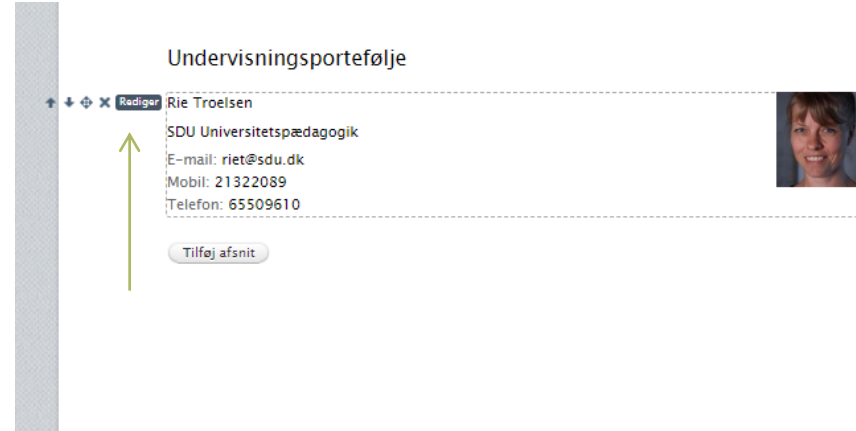 Undervisningsportefølje
Rediger Rie Troelsen
SDU Universitetspædagogik
E-mail: riet@sdu.dk
Mobil: 21322089
Telefon: 65509610
Tilføj afsnit